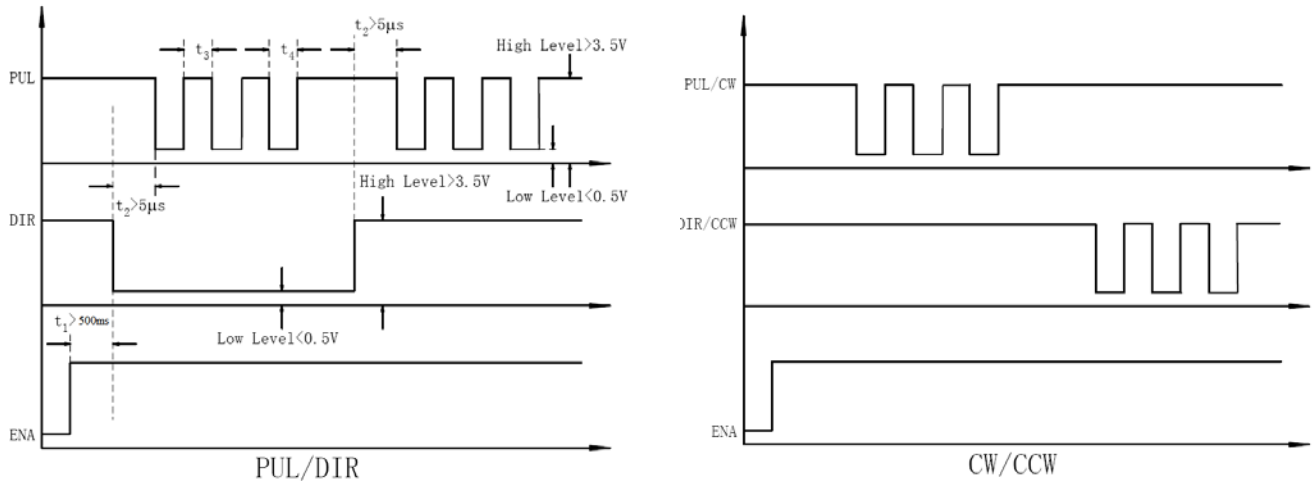 t2>5μs
High Level>3.5V
t3
t4
PUL
PUL/CW
High Level>3.5V
Low Level<0.5V
t2>5μs
DIR
DIR/CCW
t1>500ms
Low Level<0.5V
ENA
ENA
PUL/DIR
CW/CCW